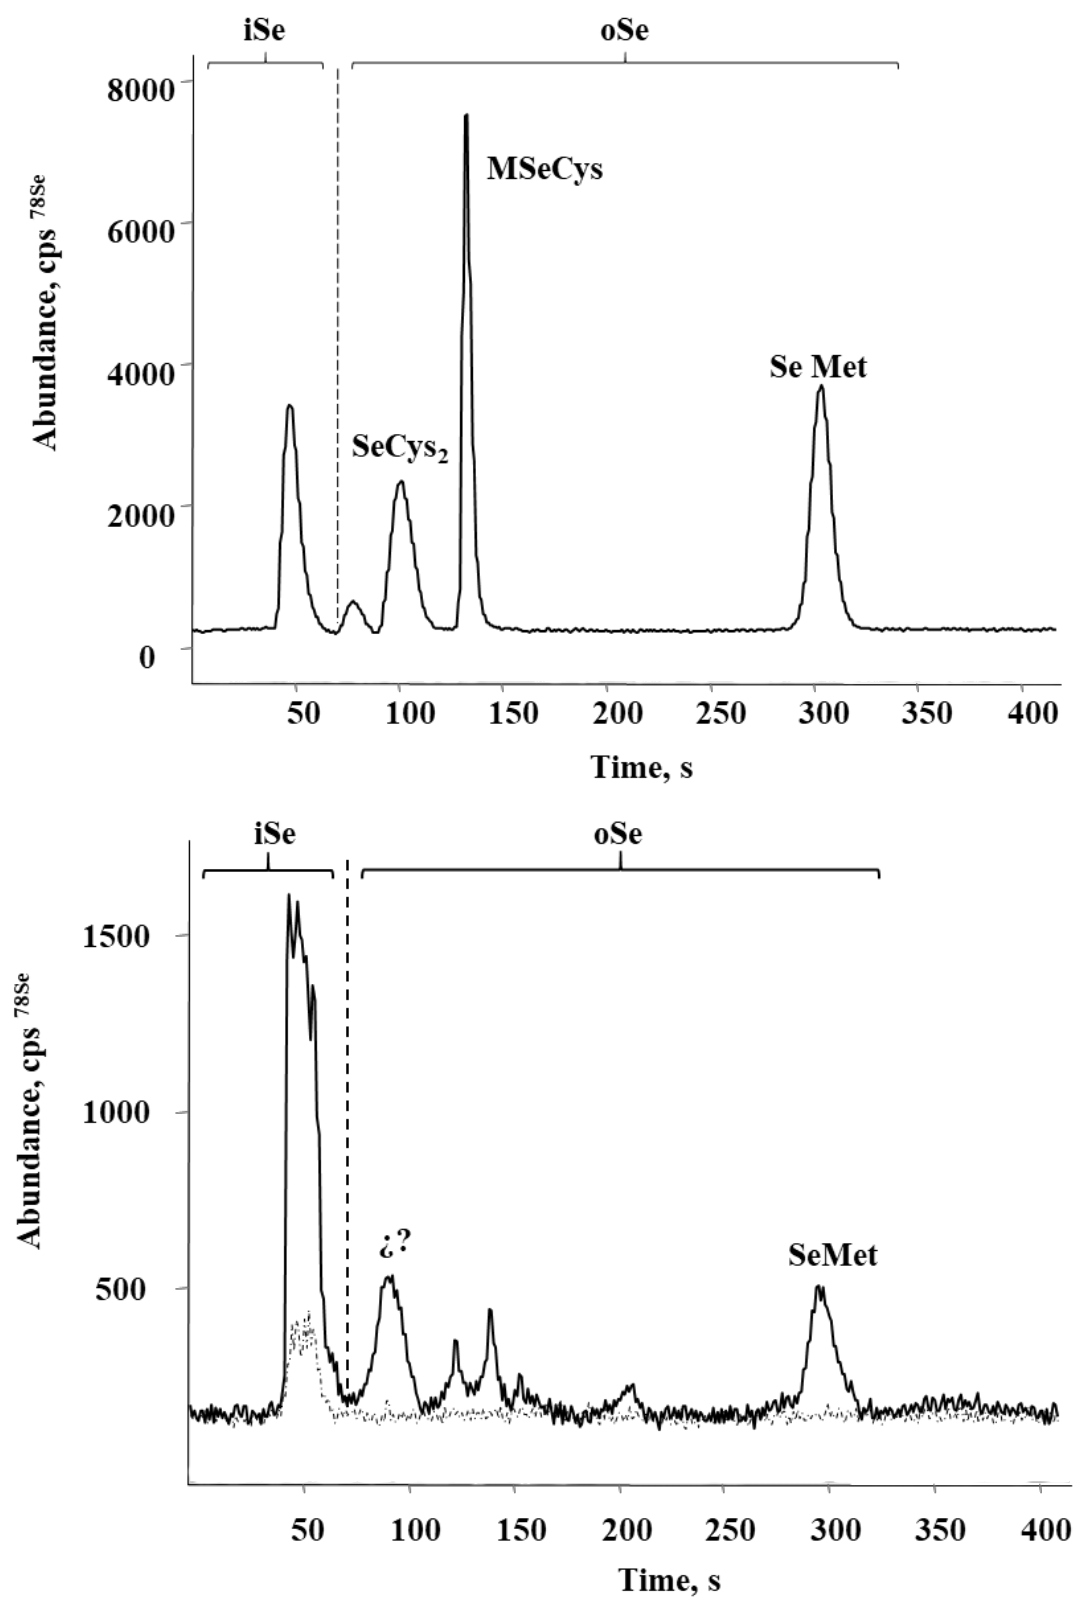 iSe oSe
8000
MSeCys
6000
Abundance, cps ⁷⁸Se
4000
Se Met
SeCys₂
2000
0
50 100 150 200 250 300 350 400
Time, s
iSe oSe
1500
Abundance, cps ⁷⁸Se
1000
¿?
SeMet
500
50 100 150 200 250 300 350 400
Time, s